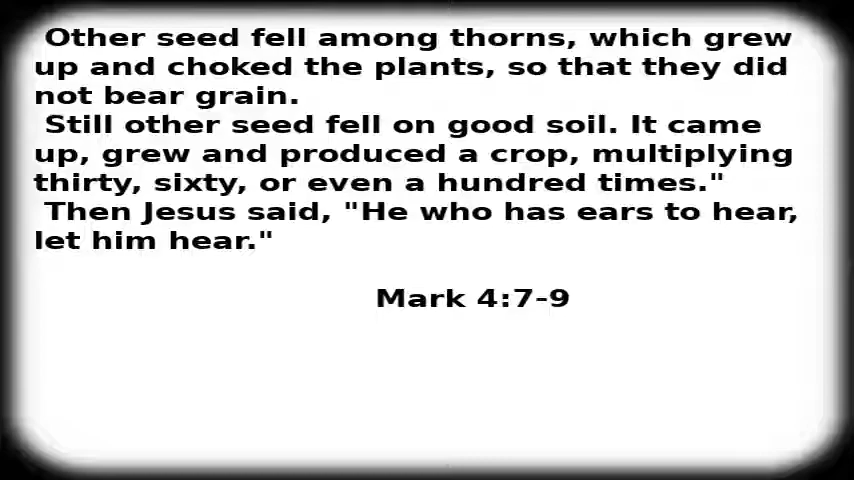 Other seed fell among thorns, which grew
up and choked the plants, so that they did
not bear grain.
Still other seed fell on good soil. It came
up, grew and produced a crop, multiplying
thirty, sixty, or even a hundred times."
Then Jesus said, "He who has ears to hear,
let him hear."
Mark 4:7-9